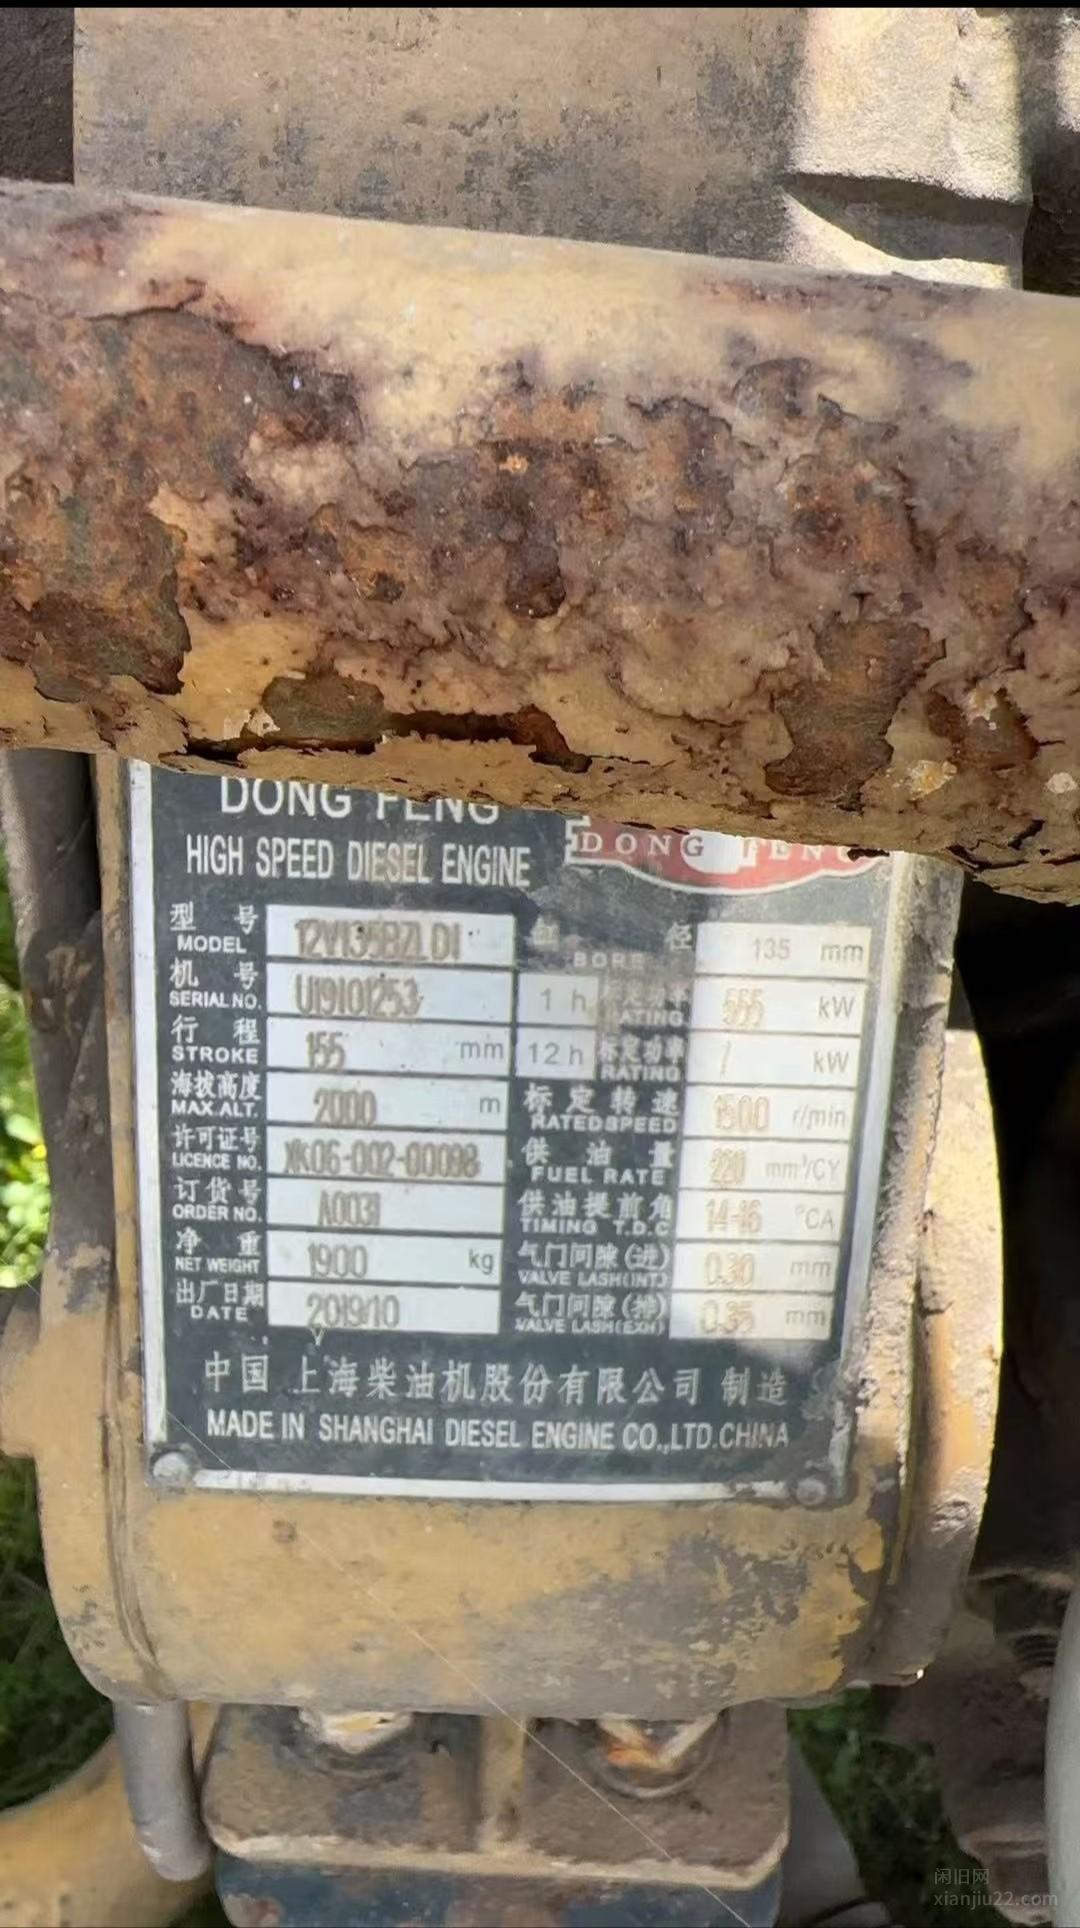 DONG FENG
HIGH SPEED DIESEL ENGINE
DONG FENG
型 号 MODEL 12V135BZLD1
缸 径 BORE 135 mm
机 号 SERIAL NO. U19101253
1 h RATING 555 kW
行 程 STROKE 155 mm
12 h 标定功率 RATING / kW
海拔高度 MAX.ALT. 2000 m
标定转速 RATEDSPEED 1500 r/min
许可证号 LICENCE NO. XK06-002-00098
供 油 量 FUEL RATE 220 mm³/CY
订货号 ORDER NO. A0031
供油提前角 TIMING T.D.C 14-16 °CA
净 重 NET WEIGHT 1900 kg
气门间隙(进) VALVE LASH(INT) 0.30 mm
出厂日期 DATE 2019/10
气门间隙(排) VALVE LASH(EXH) 0.35 mm
中国 上海柴油机股份有限公司 制造
MADE IN SHANGHAI DIESEL ENGINE CO.,LTD.CHINA
闲旧网
xianjiu22.com